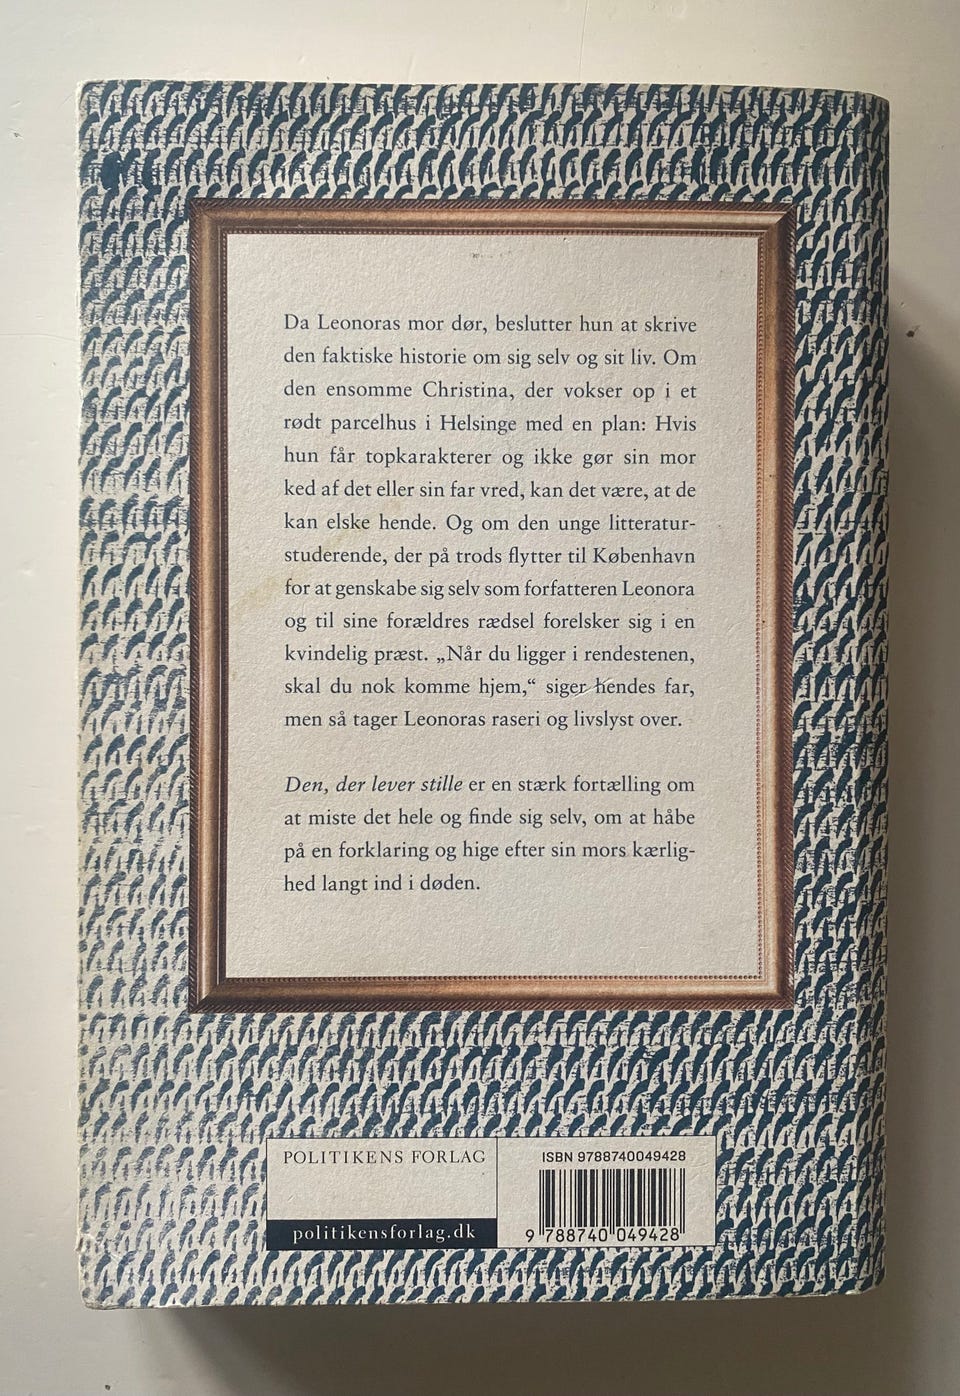 Da Leonoras mor dør, beslutter hun at skrive
den faktiske historie om sig selv og sit liv. Om
den ensomme Christina, der vokser op i et
rødt parcelhus i Helsinge med en plan: Hvis
hun får topkarakterer og ikke gør sin mor
ked af det eller sin far vred, kan det være, at de
kan elske hende. Og om den unge litteratur-
studerende, der på trods flytter til København
for at genskabe sig selv som forfatteren Leonora
og til sine forældres rædsel forelsker sig i en
kvindelig præst. „Når du ligger i rendestenen,
skal du nok komme hjem,“ siger hendes far,
men så tager Leonoras raseri og livslyst over.
Den, der lever stille er en stærk fortælling om
at miste det hele og finde sig selv, om at håbe
på en forklaring og hige efter sin mors kærlig-
hed langt ind i døden.
POLITIKENS FORLAG
politikensforlag.dk
ISBN 9788740049428
9 788740 049428